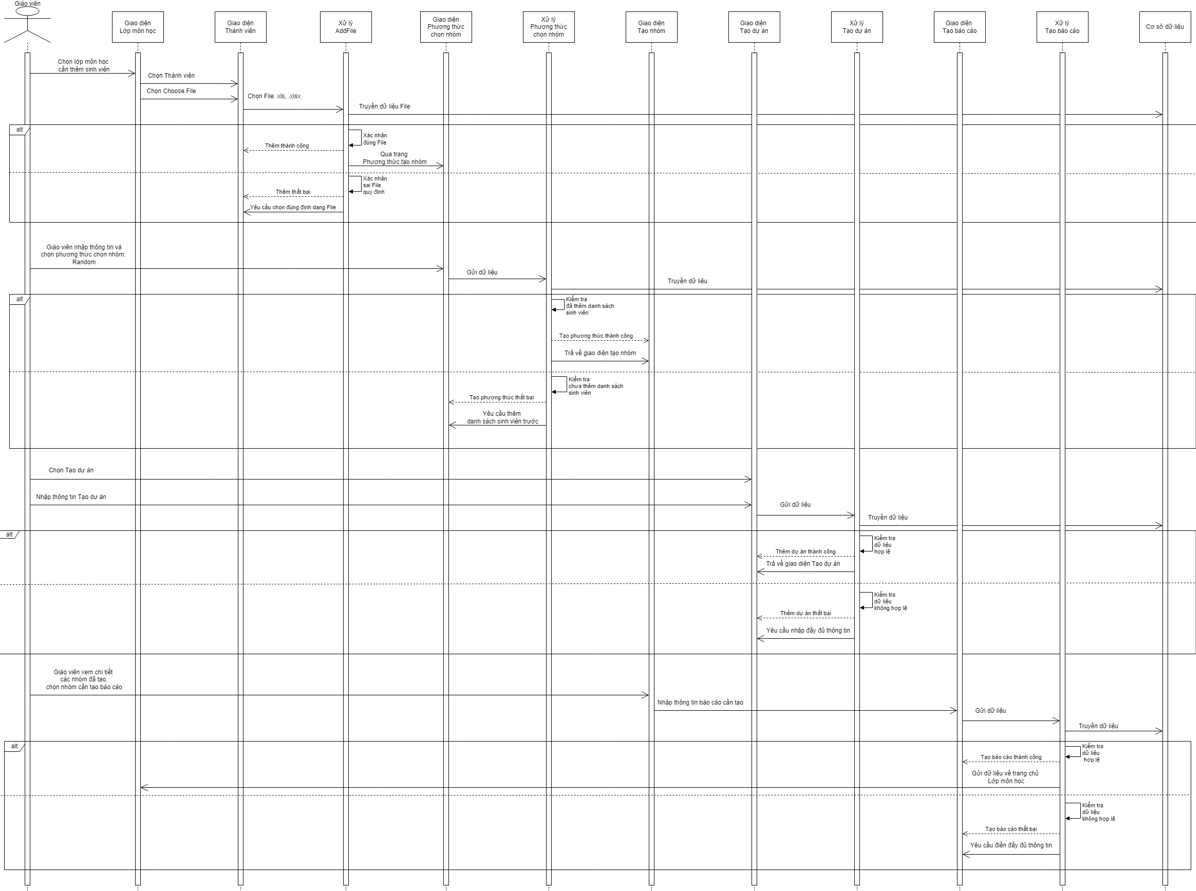 Giáo viên
Giao diện
Lớp môn học
Giao diện
Thánh viên
Xử lý
AddFile
Giao diện
Phương thức
chọn nhóm
Xử lý
Phương thức
chọn nhóm
Giao diện
Tạo nhóm
Giao diện
Tạo dự án
Xử lý
Tạo dự án
Giao diện
Tạo báo cáo
Xử lý
Tạo báo cáo
Cơ sở dữ liệu
Chọn lớp môn học
cần thêm sinh viên
Chọn Thánh viên
Chọn Choose File
Chọn File .xls, .xlsx
Truyền dữ liệu File
alt
Xác nhận
đúng File
Thêm thành công
Qua trang
Phương thức tạo nhóm
Xác nhận
sai File
quy định
Thêm thất bại
Yêu cầu chọn đúng định dạng File
Giáo viên nhập thông tin và
chọn phương thức chọn nhóm:
Random
Gửi dữ liệu
Truyền dữ liệu
alt
Kiểm tra
đã thêm danh sách
sinh viên
Tạo phương thức thành công
Trả về giao diện tạo nhóm
Kiểm tra
chưa thêm danh sách
sinh viên
Tạo phương thức thất bại
Yêu cầu thêm
danh sách sinh viên trước
Chọn Tạo dự án
Nhập thông tin Tạo dự án
Gửi dữ liệu
Truyền dữ liệu
alt
Kiểm tra
dữ liệu
hợp lệ
Thêm dự án thành công
Trả về giao diện Tạo dự án
Kiểm tra
dữ liệu
không hợp lệ
Thêm dự án thất bại
Yêu cầu nhập đầy đủ thông tin
Giáo viên xem chi tiết
các nhóm đã tạo,
chọn nhóm cần tạo báo cáo
Nhập thông tin báo cáo cần tạo
Gửi dữ liệu
Truyền dữ liệu
alt
Kiểm tra
dữ liệu
hợp lệ
Tạo báo cáo thành công
Gửi dữ liệu về trang chủ
Lớp môn học
Kiểm tra
dữ liệu
không hợp lệ
Tạo báo cáo thất bại
Yêu cầu điền đầy đủ thông tin